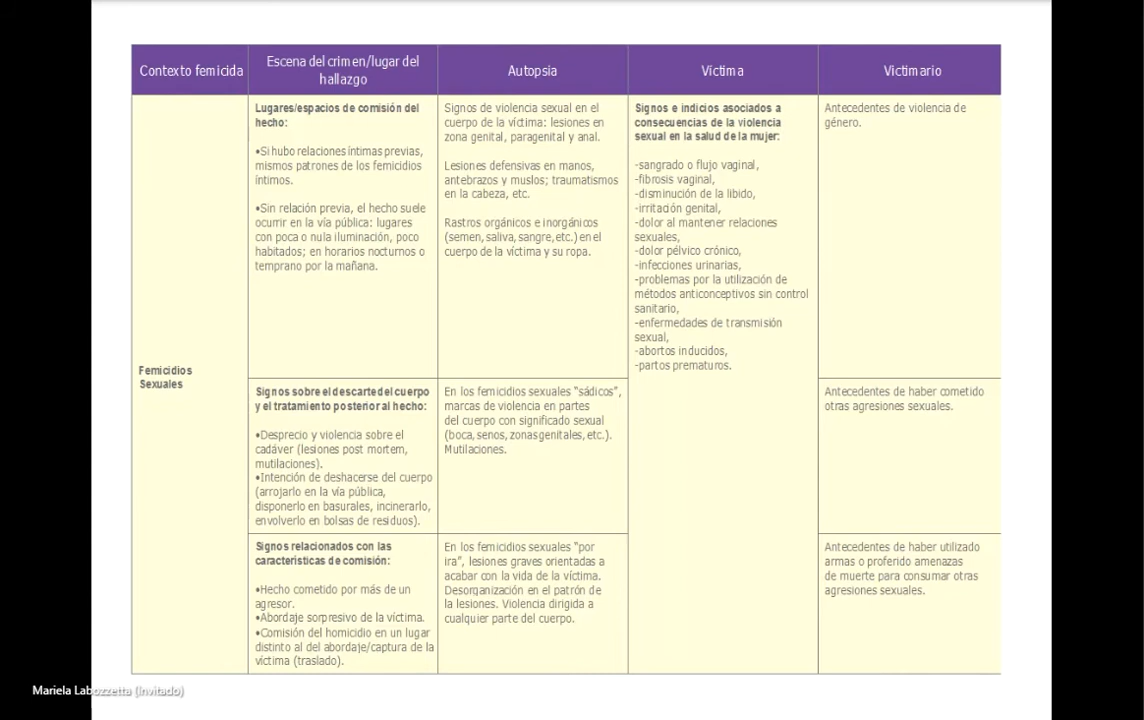 Contexto femicida
Escena del crimen/lugar del
hallazgo
Autopsia
Víctima
Victimario
Femicidios
Sexuales
Lugares/espacios de comisión del
hecho:
•Si hubo relaciones íntimas previas,
mismos patrones de los femicidios
íntimos.
•Sin relación previa, el hecho suele
ocurrir en la vía pública: lugares
con poca o nula iluminación, poco
habitados; en horarios nocturnos o
temprano por la mañana.
Signos de violencia sexual en el
cuerpo de la víctima: lesiones en
zona genital, paragenital y anal.
Lesiones defensivas en manos,
antebrazos y muslos; traumatismos
en la cabeza, etc.
Rastros orgánicos e inorgánicos
(semen, saliva, sangre, etc.) en el
cuerpo de la víctima y su ropa.
Signos e indicios asociados a
consecuencias de la violencia
sexual en la salud de la mujer:
-sangrado o flujo vaginal,
-fibrosis vaginal,
-disminución de la libido,
-irritación genital,
-dolor al mantener relaciones
sexuales,
-dolor pélvico crónico,
-infecciones urinarias,
-problemas por la utilización de
métodos anticonceptivos sin control
sanitario,
-enfermedades de transmisión
sexual,
-abortos inducidos,
-partos prematuros.
Antecedentes de violencia de
género.
Signos sobre el descarte del cuerpo
y el tratamiento posterior al hecho:
•Desprecio y violencia sobre el
cadáver (lesiones post mortem,
mutilaciones).
•Intención de deshacerse del cuerpo
(arrojarlo en la vía pública,
disponerlo en basurales, incinerarlo,
envolverlo en bolsas de residuos).
En los femicidios sexuales “sádicos”,
marcas de violencia en partes
del cuerpo con significado sexual
(boca, senos, zonas genitales, etc.).
Mutilaciones.
Antecedentes de haber cometido
otras agresiones sexuales.
Signos relacionados con las
características de comisión:
•Hecho cometido por más de un
agresor.
•Abordaje sorpresivo de la víctima.
•Comisión del homicidio en un lugar
distinto al del abordaje/captura de la
víctima (traslado).
En los femicidios sexuales “por
ira”, lesiones graves orientadas a
acabar con la vida de la víctima.
Desorganización en el patrón de
la lesiones. Violencia dirigida a
cualquier parte del cuerpo.
Antecedentes de haber utilizado
armas o proferido amenazas
de muerte para consumar otras
agresiones sexuales.
Mariela Labozzetta (Invitado)